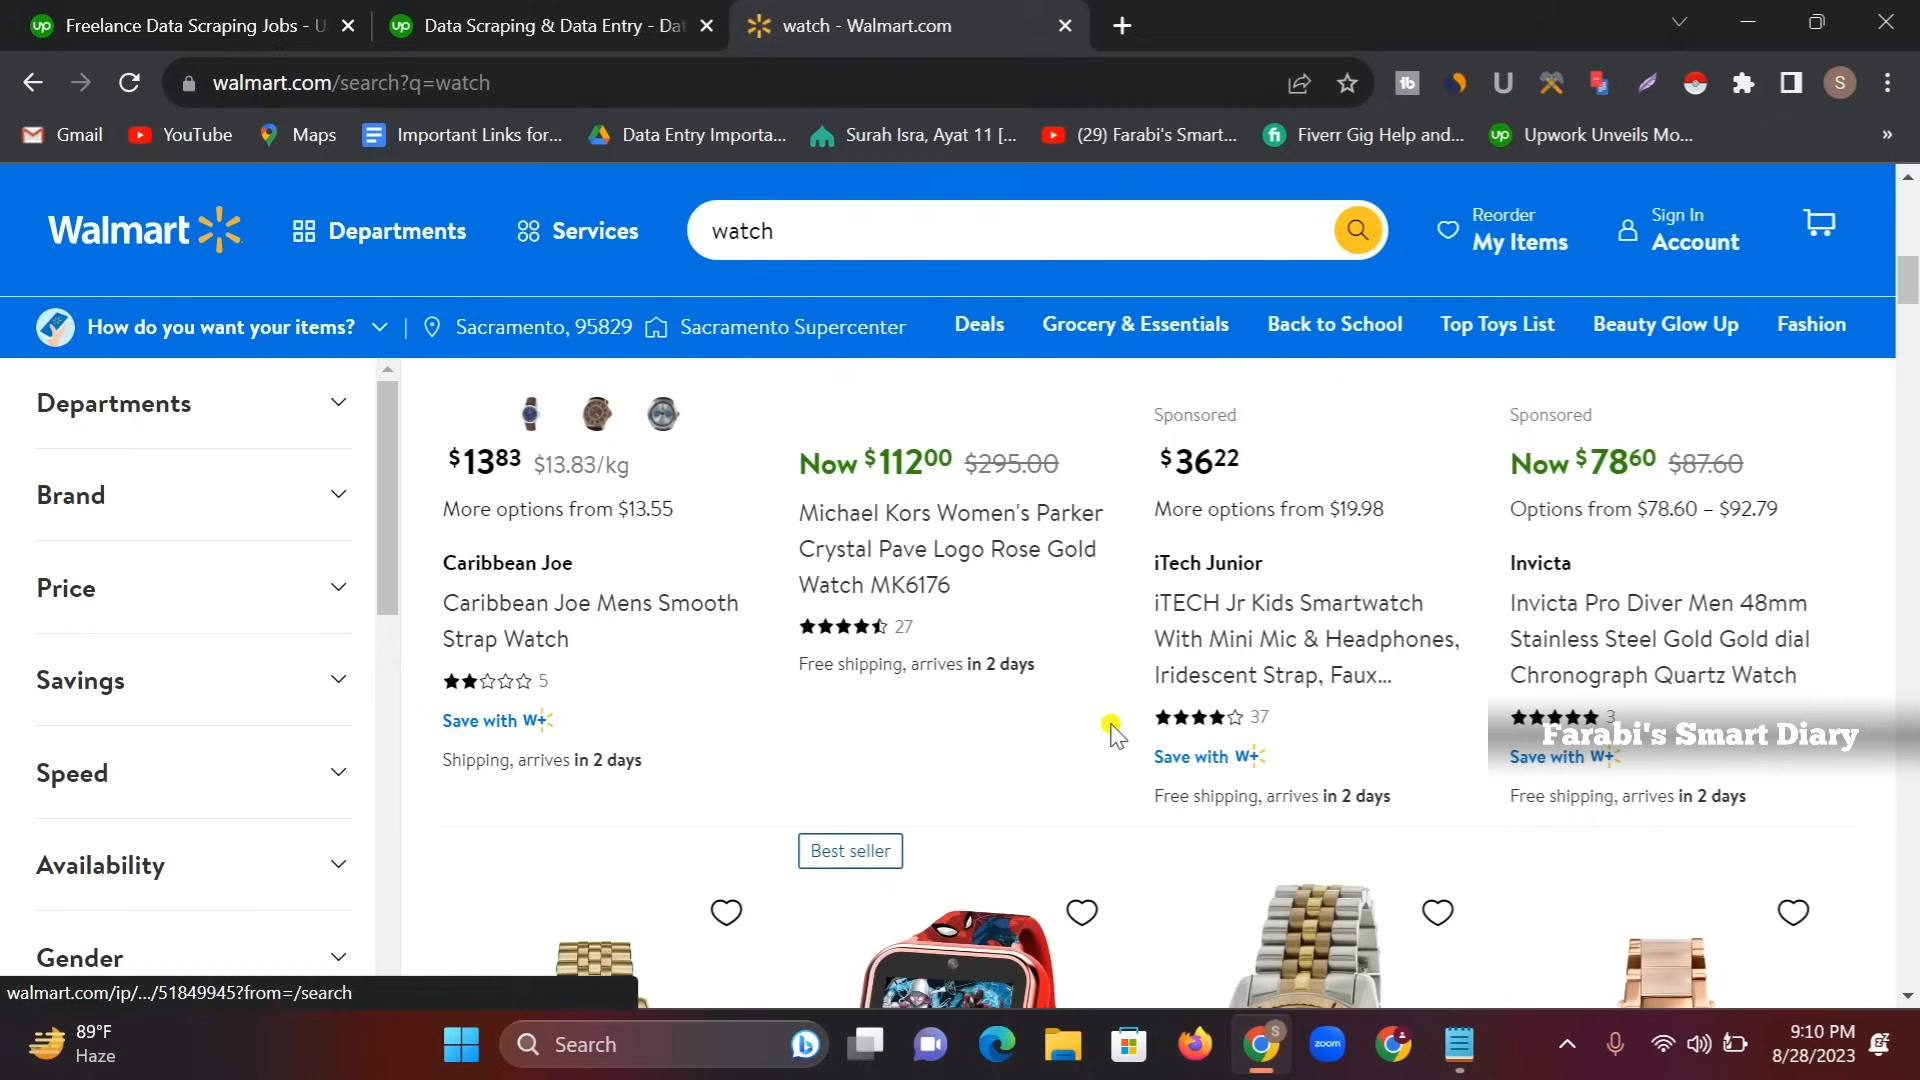 Freelance Data Scraping Jobs - U
Data Scraping & Data Entry - Dat
watch - Walmart.com
walmart.com/search?q=watch
S
Gmail
YouTube
Maps
Important Links for...
Data Entry Importa...
Surah Isra, Ayat 11 [...
(29) Farabi's Smart...
Fiverr Gig Help and...
Upwork Unveils Mo...
»
Walmart
Departments
Services
watch
Reorder
My Items
Sign In
Account
How do you want your items?
Sacramento, 95829
Sacramento Supercenter
Deals
Grocery & Essentials
Back to School
Top Toys List
Beauty Glow Up
Fashion
Departments
Brand
Price
Savings
Speed
Availability
Gender
$13.83 $13.83/kg
More options from $13.55
Caribbean Joe
Caribbean Joe Mens Smooth
Strap Watch
5
Save with W+
Shipping, arrives in 2 days
Now $112.00 $295.00
Michael Kors Women's Parker
Crystal Pave Logo Rose Gold
Watch MK6176
27
Free shipping, arrives in 2 days
Sponsored
$36.22
More options from $19.98
iTech Junior
iTECH Jr Kids Smartwatch
With Mini Mic & Headphones,
Iridescent Strap, Faux...
37
Save with W+
Free shipping, arrives in 2 days
Sponsored
Now $78.60 $87.60
Options from $78.60 – $92.79
Invicta
Invicta Pro Diver Men 48mm
Stainless Steel Gold Gold dial
Chronograph Quartz Watch
3
Farabi's Smart Diary
Save with W+
Free shipping, arrives in 2 days
Best seller
walmart.com/ip/.../51849945?from=/search
89°F
Haze
Search
zoom
9:10 PM
8/28/2023